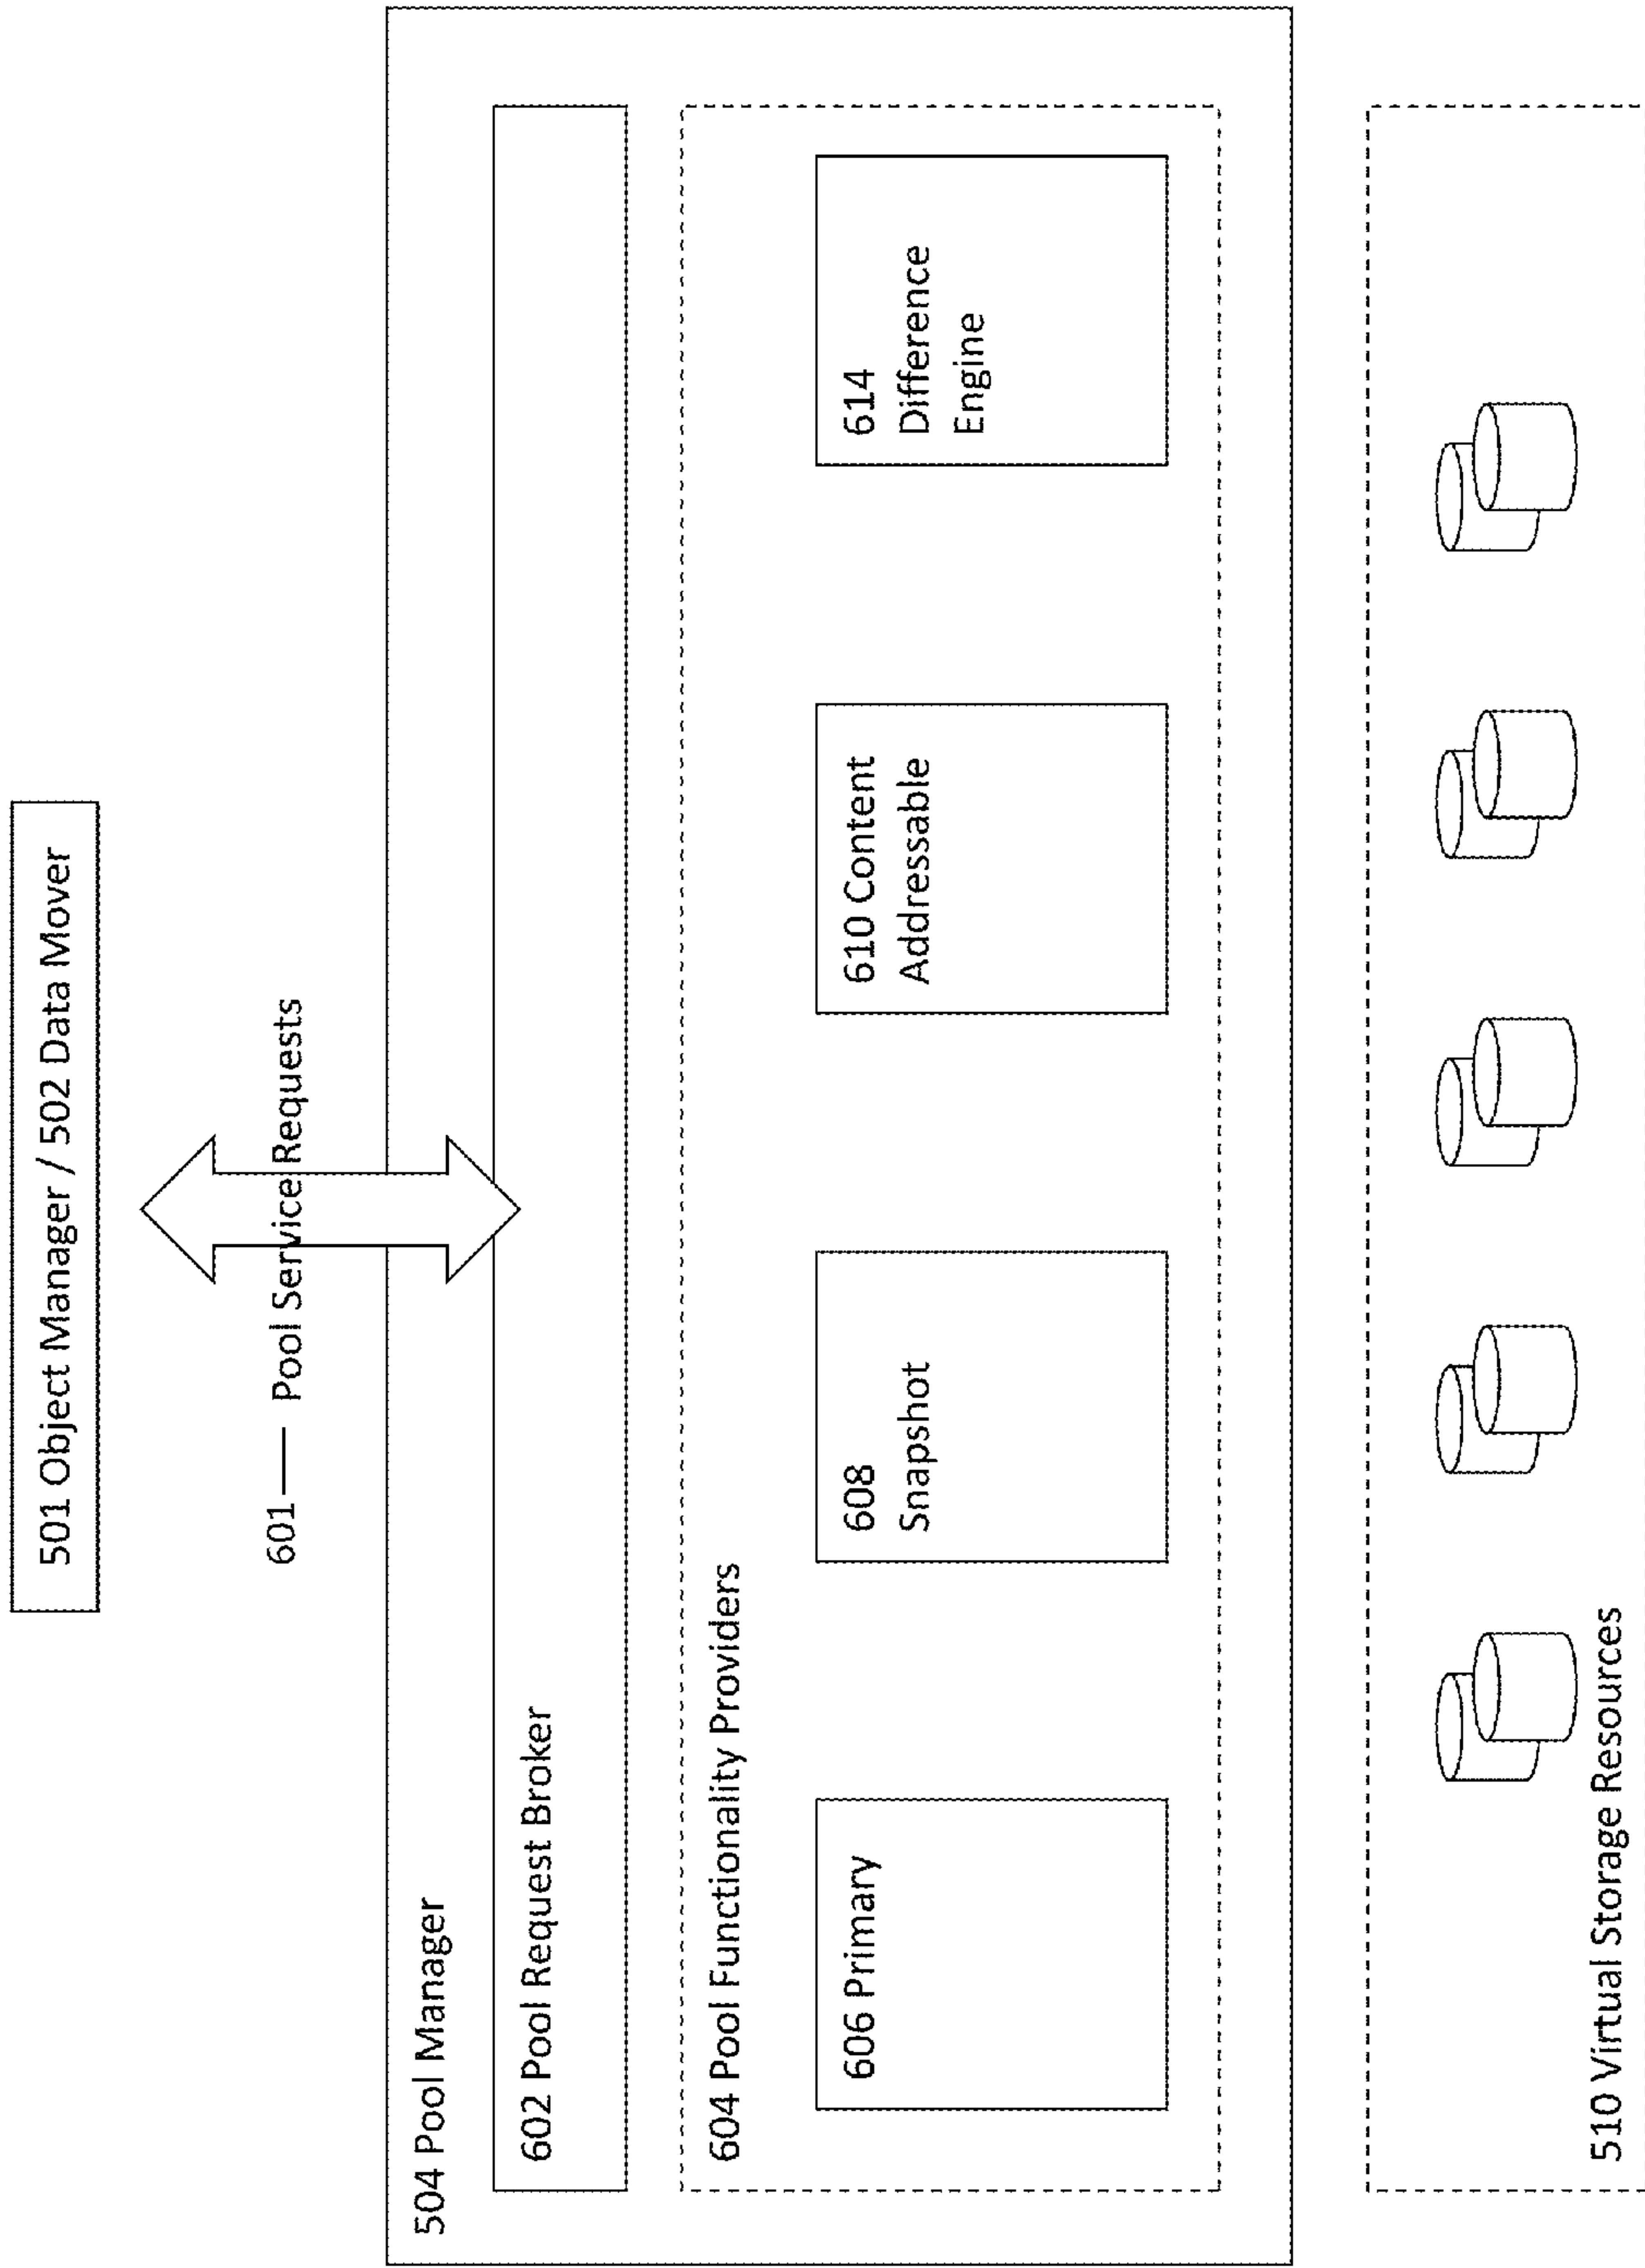 501 Object Manager / 502 Data Mover
601 Pool Service Requests
504 Pool Manager
602 Pool Request Broker
604 Pool Functionality Providers
606 Primary
608
Snapshot
610 Content
Addressable
614
Difference
Engine
510 Virtual Storage Resources